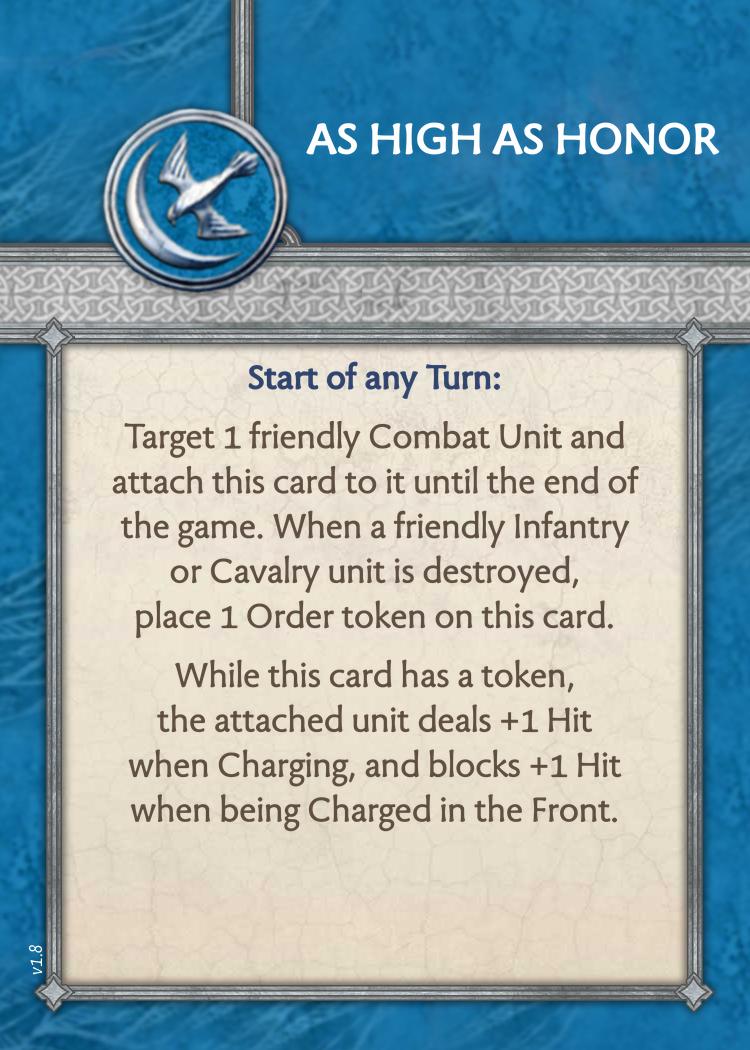 AS HIGH AS HONOR
Start of any Turn:
Target 1 friendly Combat Unit and
attach this card to it until the end of
the game. When a friendly Infantry
or Cavalry unit is destroyed,
place 1 Order token on this card.
While this card has a token,
the attached unit deals +1 Hit
when Charging, and blocks +1 Hit
when being Charged in the Front.
v1.8